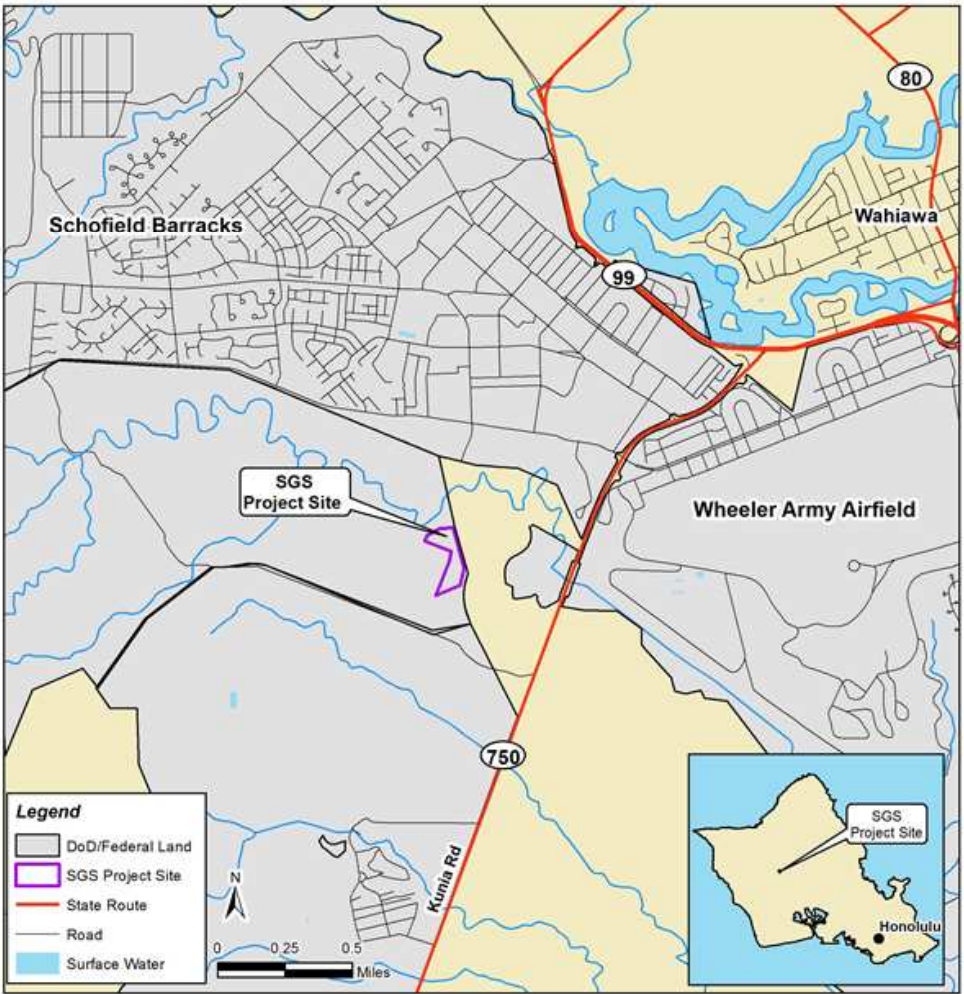 80
Wahiawa
Schofield Barracks
99
SGS
Project Site
Wheeler Army Airfield
750
Kunia Rd
Legend
DoD/Federal Land
SGS Project Site
State Route
Road
Surface Water
N
0 0.25 0.5
Miles
SGS
Project Site
Honolulu